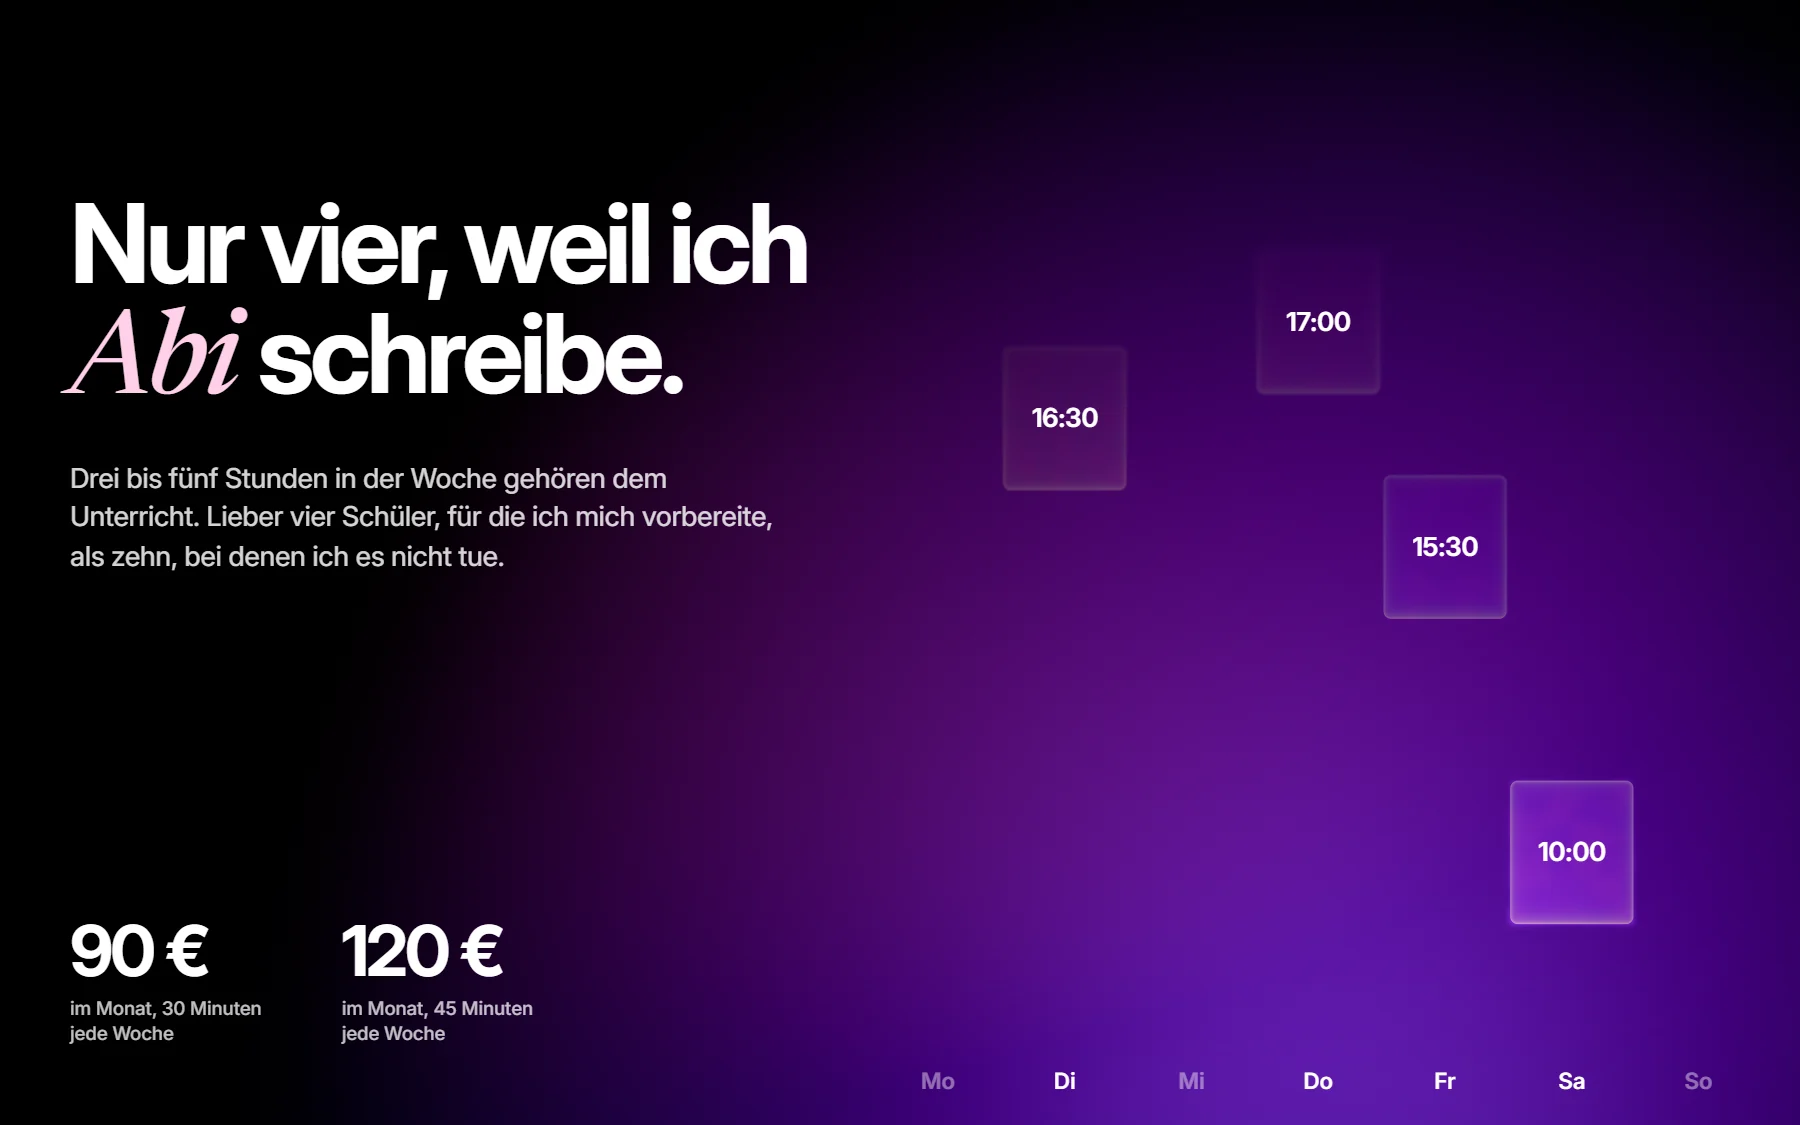 Nur vier, weil ich
Abi schreibe.
Drei bis fünf Stunden in der Woche gehören dem
Unterricht. Lieber vier Schüler, für die ich mich vorbereite,
als zehn, bei denen ich es nicht tue.
90 €
im Monat, 30 Minuten
jede Woche
120 €
im Monat, 45 Minuten
jede Woche
17:00
16:30
15:30
10:00
Mo Di Mi Do Fr Sa So